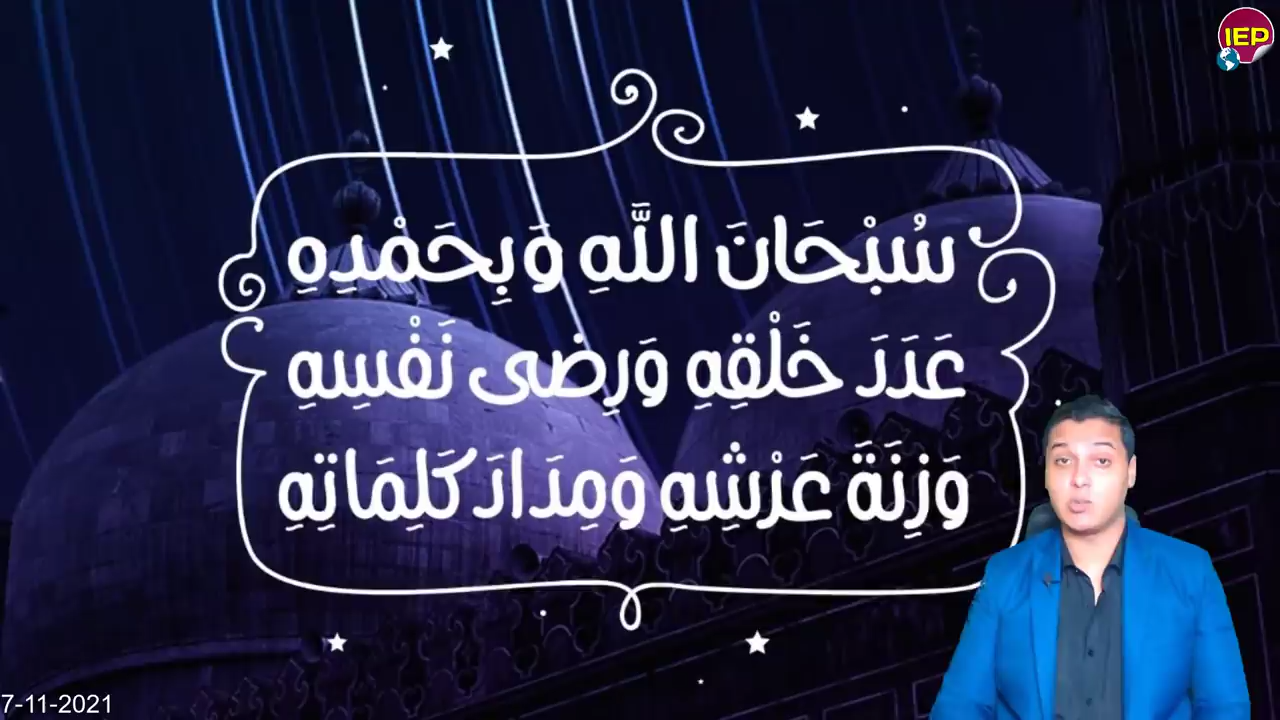 IEP
سُبْحَانَ اللَّهِ وَبِحَمْدِهِ
عَدَدَ خَلْقِهِ وَرِضَى نَفْسِهِ
وَزِنَةَ عَرْشِهِ وَمِدَادَ كَلِمَاتِهِ
7-11-2021